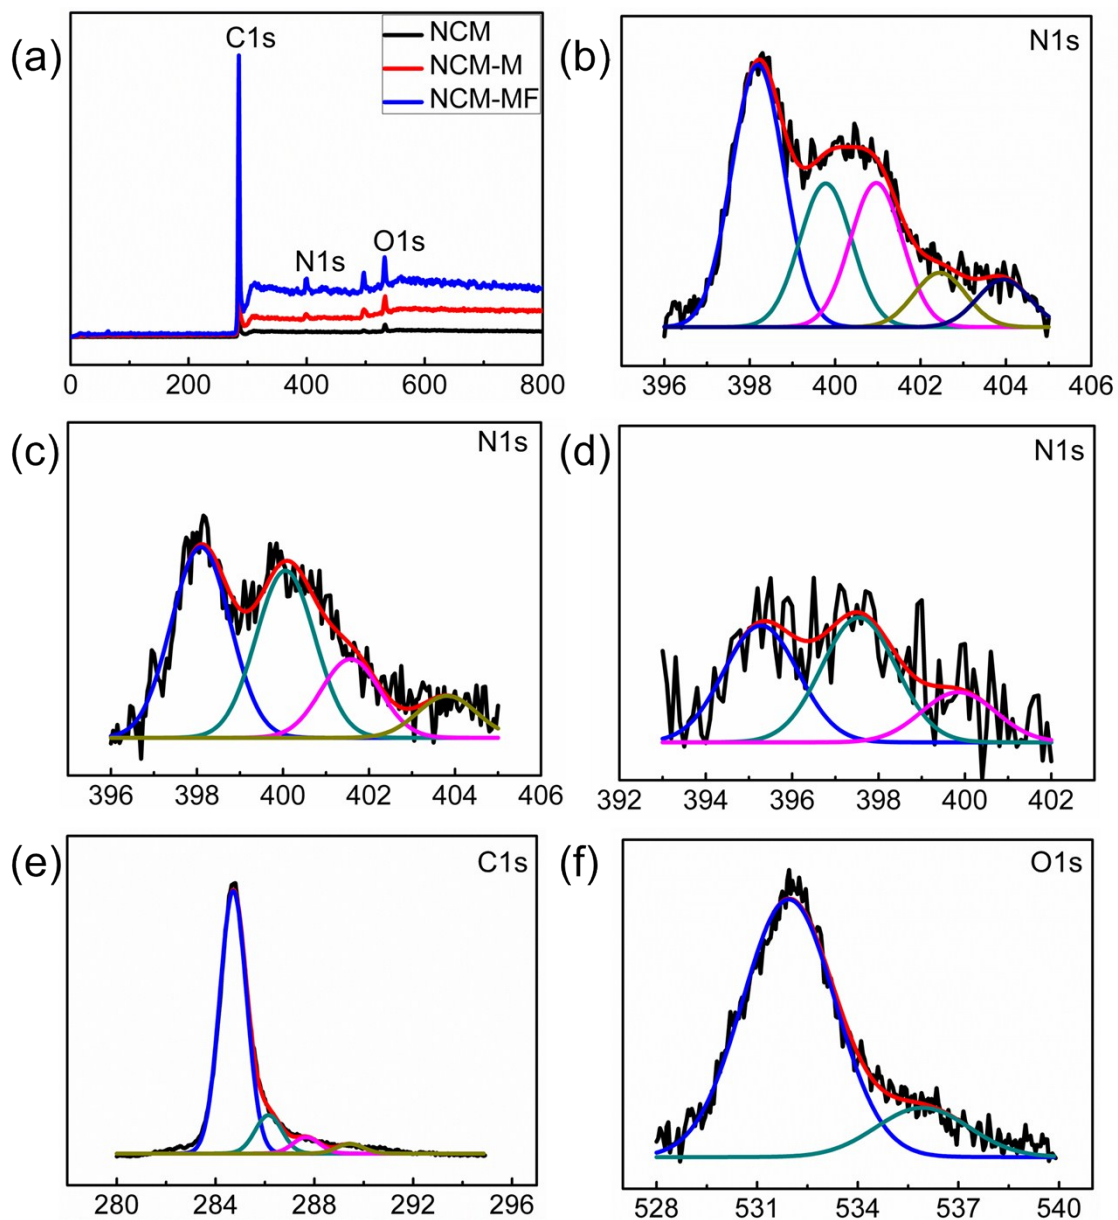 (a)
C1s
N1s
O1s
NCM
NCM-M
NCM-MF
0 200 400 600 800
(b)
N1s
396 398 400 402 404 406
(c)
N1s
396 398 400 402 404 406
(d)
N1s
392 394 396 398 400 402
(e)
C1s
280 284 288 292 296
(f)
O1s
528 531 534 537 540